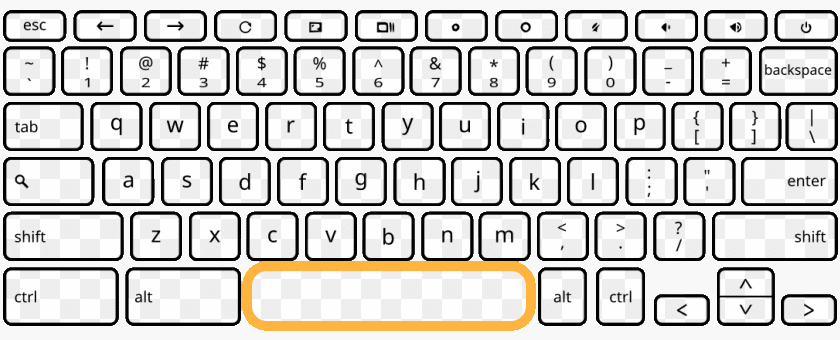 esc ← →
~ ! @ # $ % ^ & * ( ) _ +
` 1 2 3 4 5 6 7 8 9 0 - = backspace
tab q w e r t y u i o p { } |
[ ] \
a s d f g h j k l : " enter
; '
shift z x c v b n m < > ? shift
, . /
ctrl alt alt ctrl < ^ v >